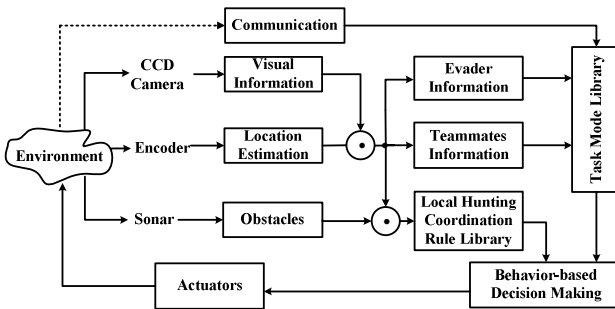 Communication
CCD
Camera
Visual
Information
Evader
Information
Task Mode Library
Environment
Encoder
Location
Estimation
Teammates
Information
Sonar
Obstacles
Local Hunting
Coordination
Rule Library
Actuators
Behavior-based
Decision Making